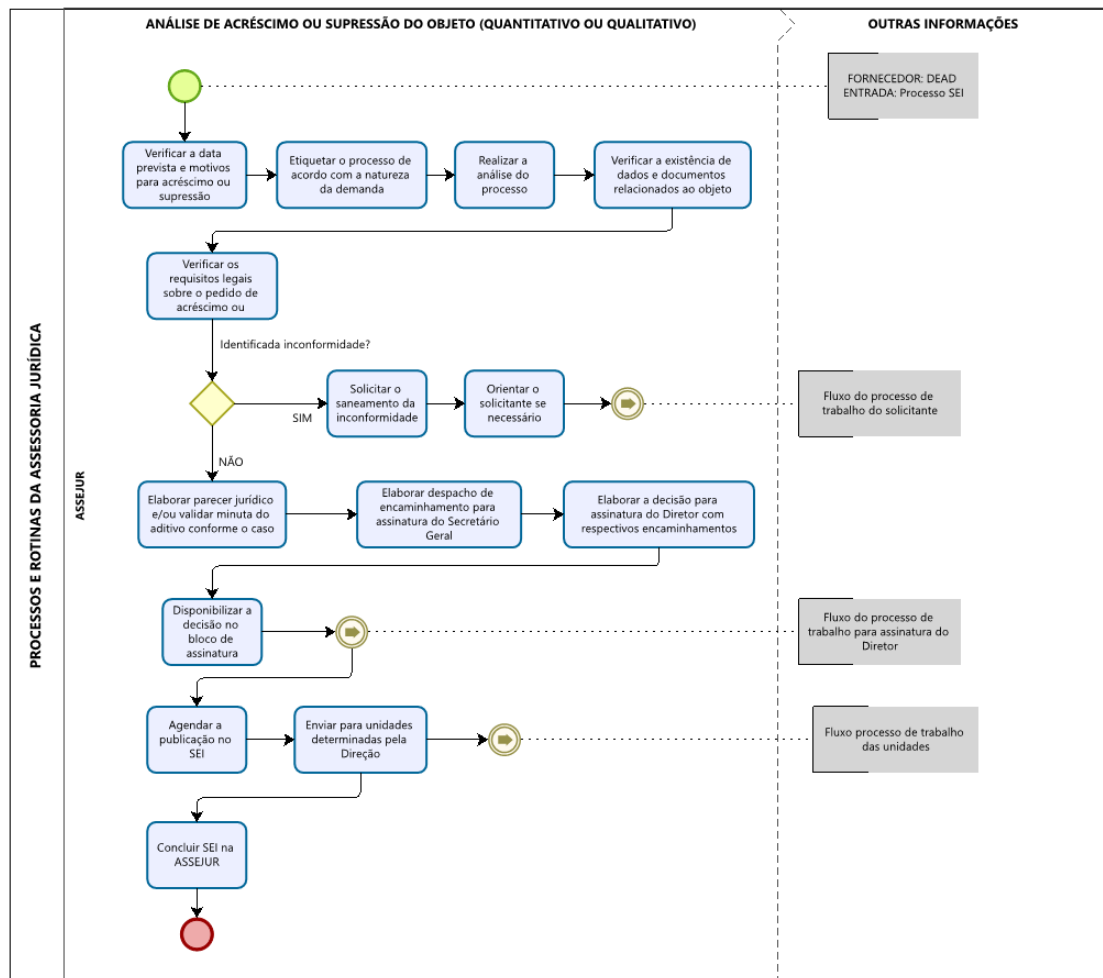 ANÁLISE DE ACRÉSCIMO OU SUPRESSÃO DO OBJETO (QUANTITATIVO OU QUALITATIVO)
OUTRAS INFORMAÇÕES
PROCESSOS E ROTINAS DA ASSESSORIA JURÍDICA
ASSEJUR
FORNECEDOR: DEAD
ENTRADA: Processo SEI
Verificar a data
prevista e motivos
para acréscimo ou
supressão
Etiquetar o processo de
acordo com a natureza
da demanda
Realizar a
análise do
processo
Verificar a existência de
dados e documentos
relacionados ao objeto
Verificar os
requisitos legais
sobre o pedido de
acréscimo ou
Identificada inconformidade?
SIM
Solicitar o
saneamento da
inconformidade
Orientar o
solicitante se
necessário
Fluxo do processo de
trabalho do solicitante
NÃO
Elaborar parecer jurídico
e/ou validar minuta do
aditivo conforme o caso
Elaborar despacho de
encaminhamento para
assinatura do Secretário
Geral
Elaborar a decisão para
assinatura do Diretor com
respectivos encaminhamentos
Disponibilizar a
decisão no
bloco de
assinatura
Fluxo do processo de
trabalho para assinatura do
Diretor
Agendar a
publicação no
SEI
Enviar para unidades
determinadas pela
Direção
Fluxo processo de trabalho
das unidades
Concluir SEI na
ASSEJUR